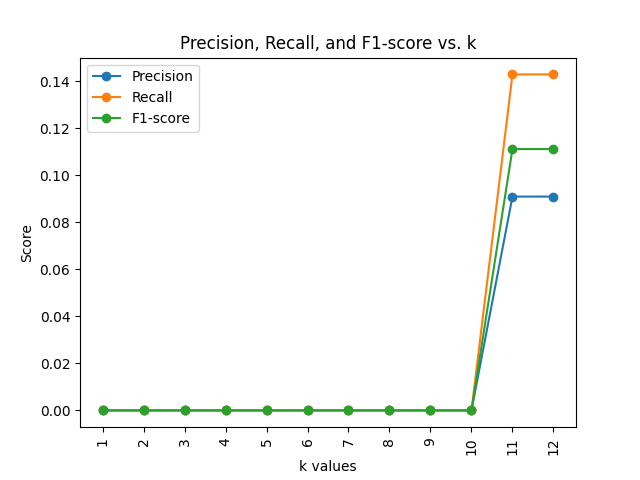 Precision, Recall, and F1-score vs. k
Precision
Recall
F1-score
0.14
0.12
0.10
0.08
0.06
0.04
0.02
0.00
Score
1 2 3 4 5 6 7 8 9 10 11 12
k values